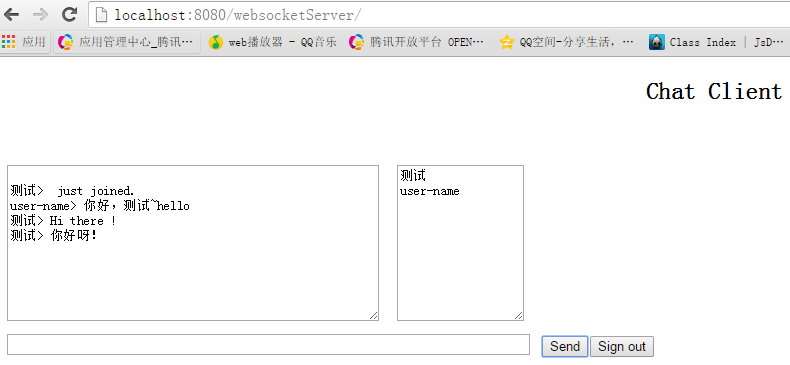 localhost:8080/websocketServer/
应用 应用管理中心_腾讯… web播放器 - QQ音乐 腾讯开放平台 OPEN… QQ空间-分享生活，… Class Index | JsD…
Chat Client
测试>  just joined.
user-name> 你好，测试~hello
测试> Hi there !
测试> 你好呀！
测试
user-name
Send Sign out